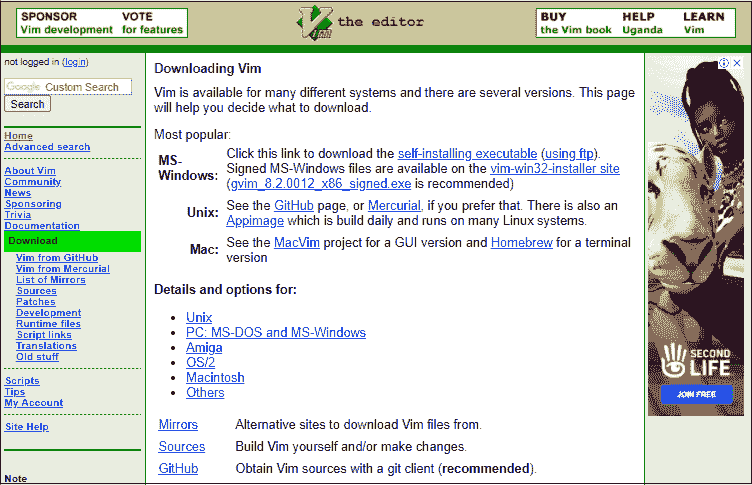 SPONSOR VOTE
Vim development for features
VIM the editor
BUY HELP LEARN
the Vim book Uganda Vim
not logged in (login)
Google Custom Search
Search
Home
Advanced search
About Vim
Community
News
Sponsoring
Trivia
Documentation
Download
Vim from GitHub
Vim from Mercurial
List of Mirrors
Sources
Patches
Development
Runtime files
Script links
Translations
Old stuff
Scripts
Tips
My Account
Site Help
Note
Downloading Vim
Vim is available for many different systems and there are several versions. This page
will help you decide what to download.
Most popular:
MS-
Windows:
Click this link to download the self-installing executable (using ftp).
Signed MS-Windows files are available on the vim-win32-installer site
(gvim_8.2.0012_x86_signed.exe is recommended)
Unix:
See the GitHub page, or Mercurial, if you prefer that. There is also an
Appimage which is build daily and runs on many Linux systems.
Mac:
See the MacVim project for a GUI version and Homebrew for a terminal
version
Details and options for:
Unix
PC: MS-DOS and MS-Windows
Amiga
OS/2
Macintosh
Others
Mirrors Alternative sites to download Vim files from.
Sources Build Vim yourself and/or make changes.
GitHub Obtain Vim sources with a git client (recommended).
SECOND
LIFE
JOIN FREE